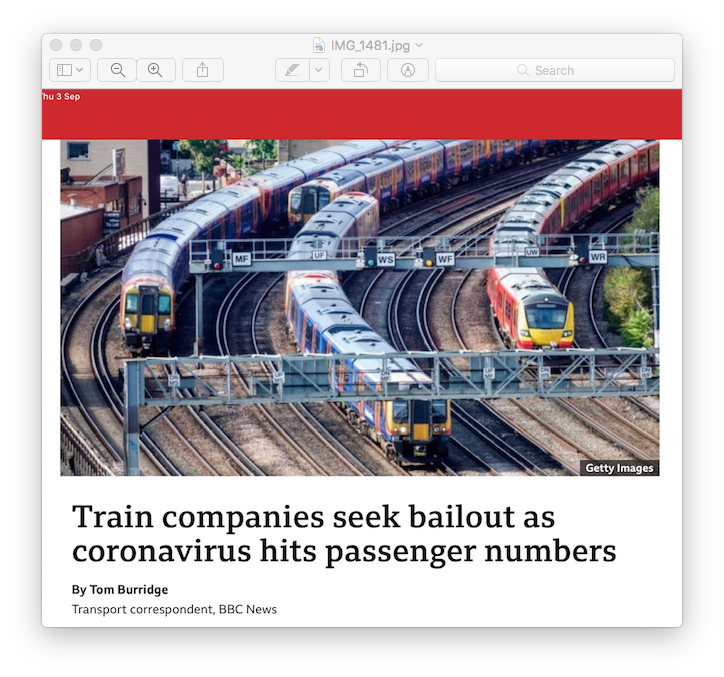 IMG_1481.jpg
Search
Thu 3 Sep
MF
UF
WS
WF
UW
WR
Getty Images
Train companies seek bailout as
coronavirus hits passenger numbers
By Tom Burridge
Transport correspondent, BBC News